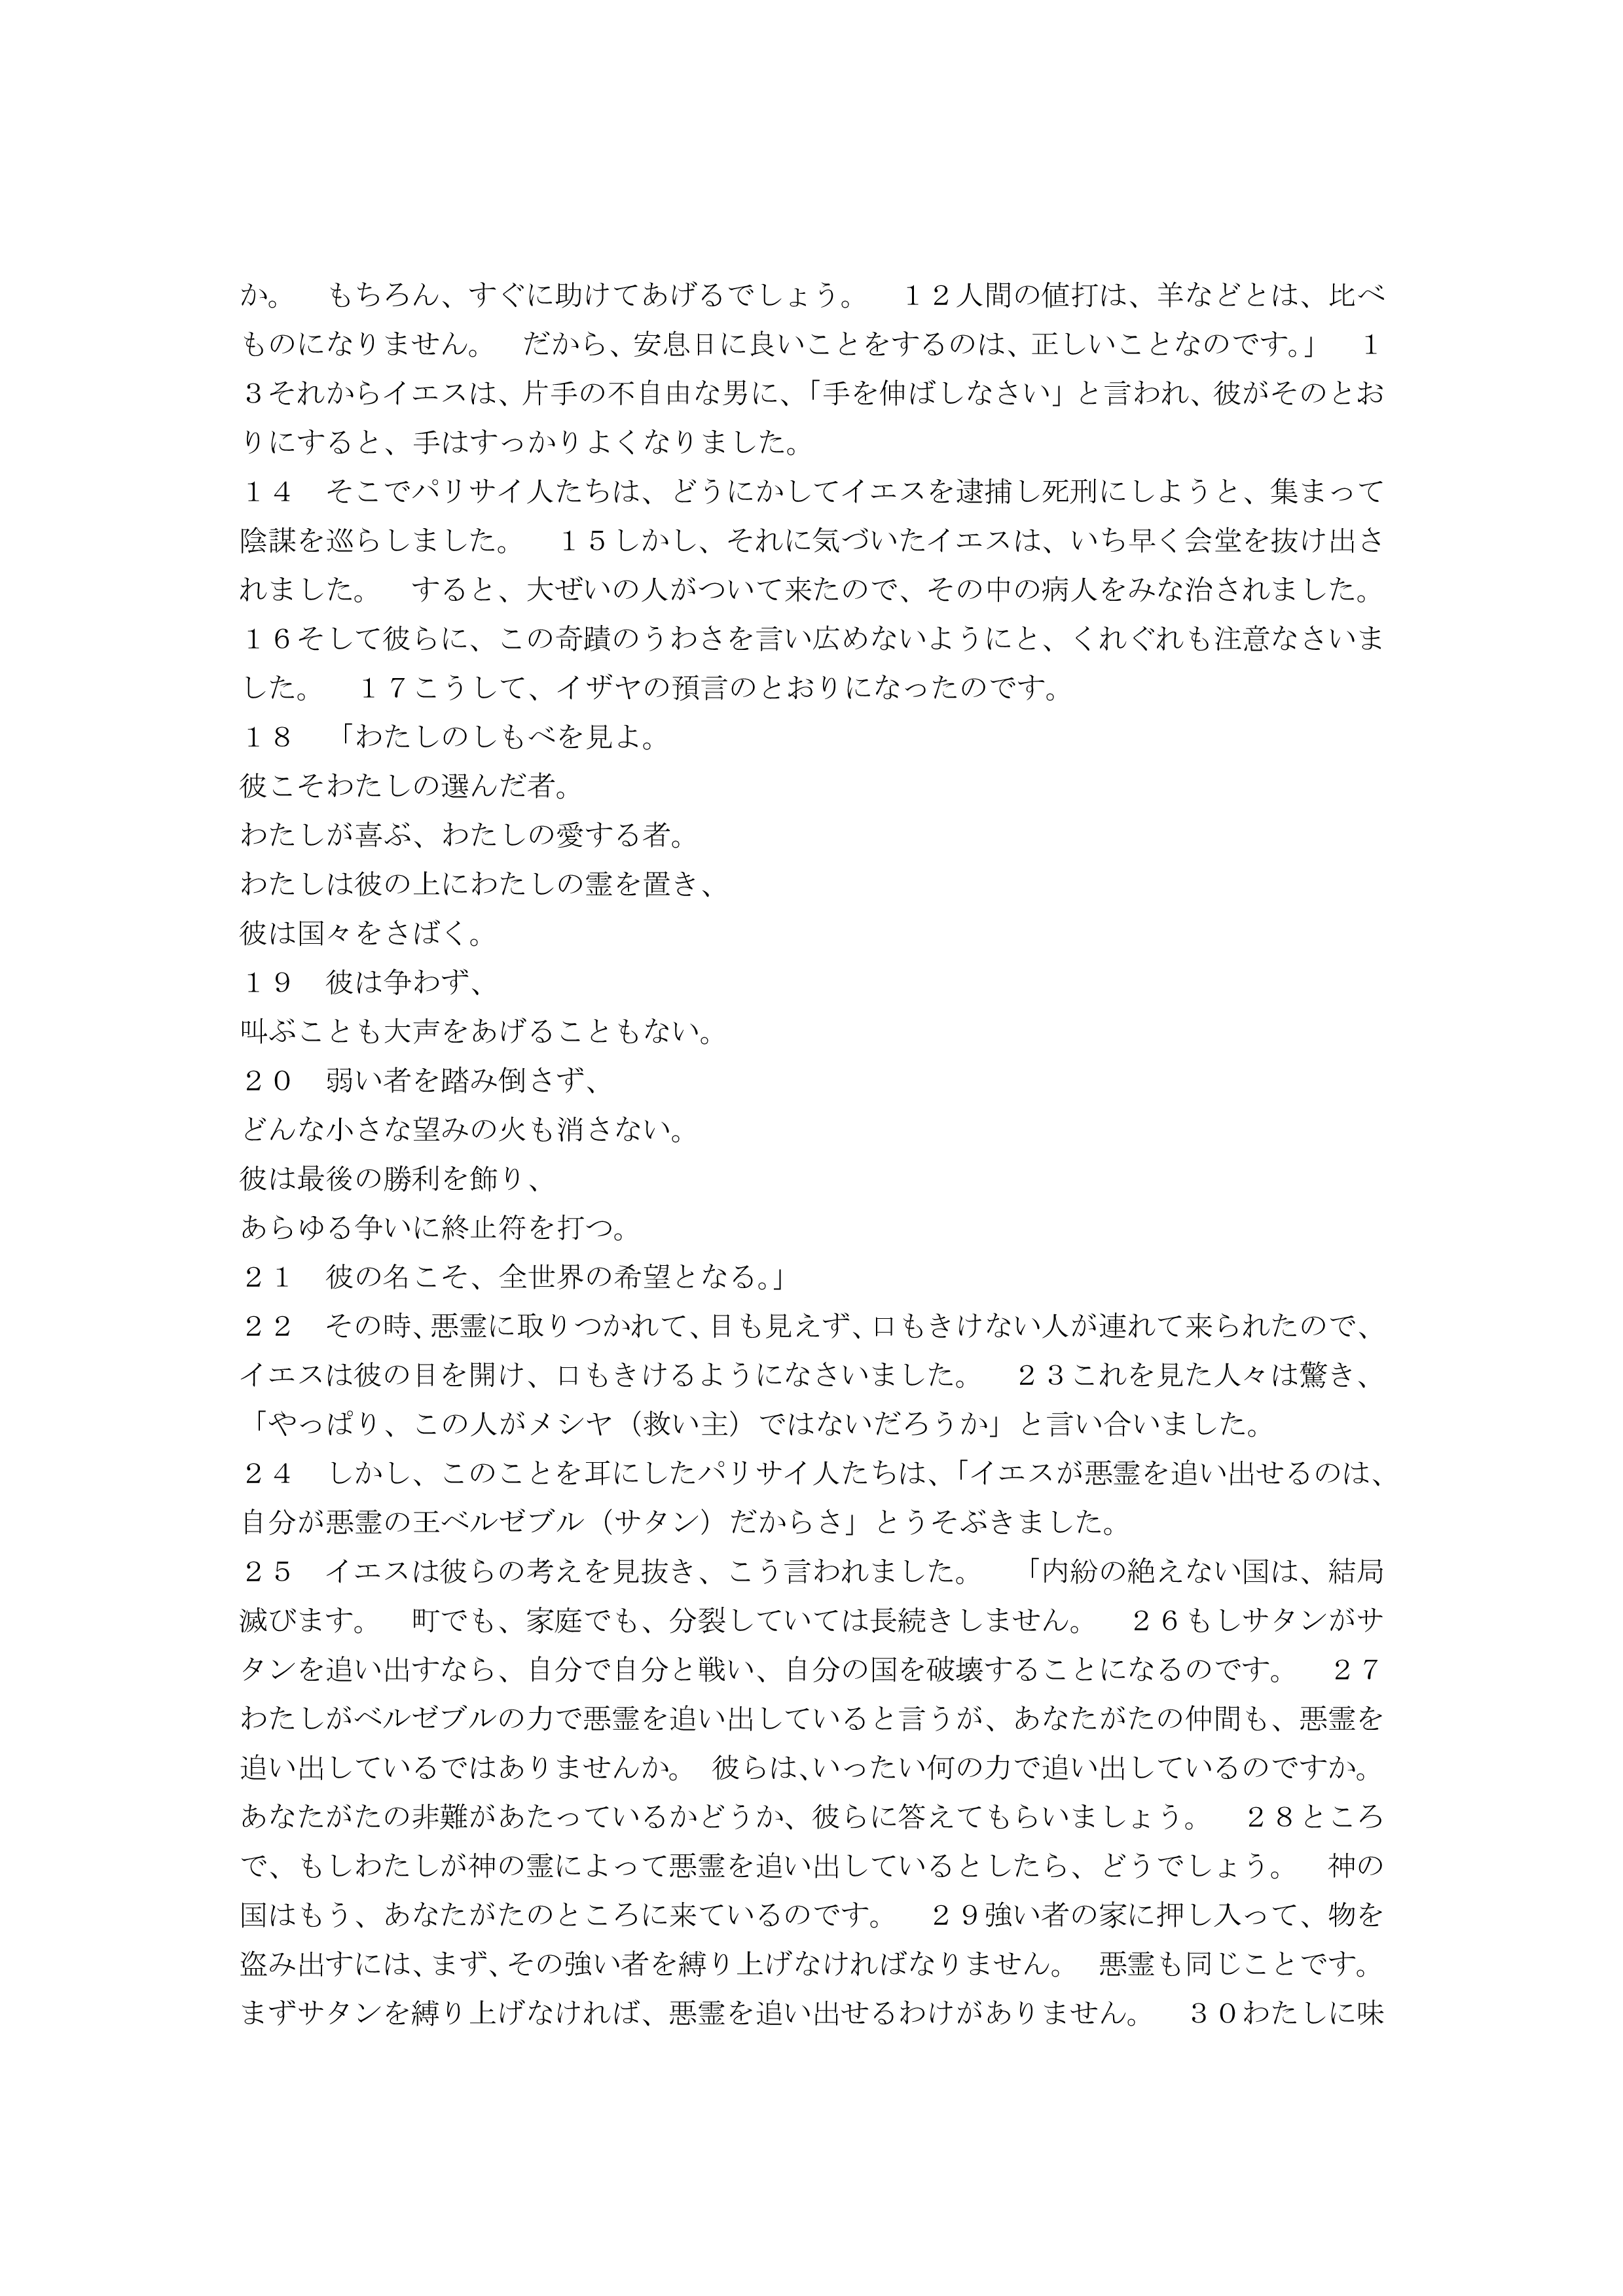 か。　もちろん、すぐに助けてあげるでしょう。　１２人間の値打は、羊などとは、比べ
ものになりません。　だから、安息日に良いことをするのは、正しいことなのです。」　１
３それからイエスは、片手の不自由な男に、「手を伸ばしなさい」と言われ、彼がそのとお
りにすると、手はすっかりよくなりました。
１４　そこでパリサイ人たちは、どうにかしてイエスを逮捕し死刑にしようと、集まって
陰謀を巡らしました。　１５しかし、それに気づいたイエスは、いち早く会堂を抜け出さ
れました。　すると、大ぜいの人がついて来たので、その中の病人をみな治されました。
１６そして彼らに、この奇蹟のうわさを言い広めないようにと、くれぐれも注意なさいま
した。　１７こうして、イザヤの預言のとおりになったのです。
１８　「わたしのしもべを見よ。
彼こそわたしの選んだ者。
わたしが喜ぶ、わたしの愛する者。
わたしは彼の上にわたしの霊を置き、
彼は国々をさばく。
１９　彼は争わず、
叫ぶことも大声をあげることもない。
２０　弱い者を踏み倒さず、
どんな小さな望みの火も消さない。
彼は最後の勝利を飾り、
あらゆる争いに終止符を打つ。
２１　彼の名こそ、全世界の希望となる。」
２２　その時、悪霊に取りつかれて、目も見えず、口もきけない人が連れて来られたので、
イエスは彼の目を開け、口もきけるようになさいました。　２３これを見た人々は驚き、
「やっぱり、この人がメシヤ（救い主）ではないだろうか」と言い合いました。
２４　しかし、このことを耳にしたパリサイ人たちは、「イエスが悪霊を追い出せるのは、
自分が悪霊の王ベルゼブル（サタン）だからさ」とうそぶきました。
２５　イエスは彼らの考えを見抜き、こう言われました。　「内紛の絶えない国は、結局
滅びます。　町でも、家庭でも、分裂していては長続きしません。　２６もしサタンがサ
タンを追い出すなら、自分で自分と戦い、自分の国を破壊することになるのです。　２７
わたしがベルゼブルの力で悪霊を追い出していると言うが、あなたがたの仲間も、悪霊を
追い出しているではありませんか。　彼らは、いったい何の力で追い出しているのですか。
あなたがたの非難があたっているかどうか、彼らに答えてもらいましょう。　２８ところ
で、もしわたしが神の霊によって悪霊を追い出しているとしたら、どうでしょう。　神の
国はもう、あなたがたのところに来ているのです。　２９強い者の家に押し入って、物を
盗み出すには、まず、その強い者を縛り上げなければなりません。　悪霊も同じことです。
まずサタンを縛り上げなければ、悪霊を追い出せるわけがありません。　３０わたしに味